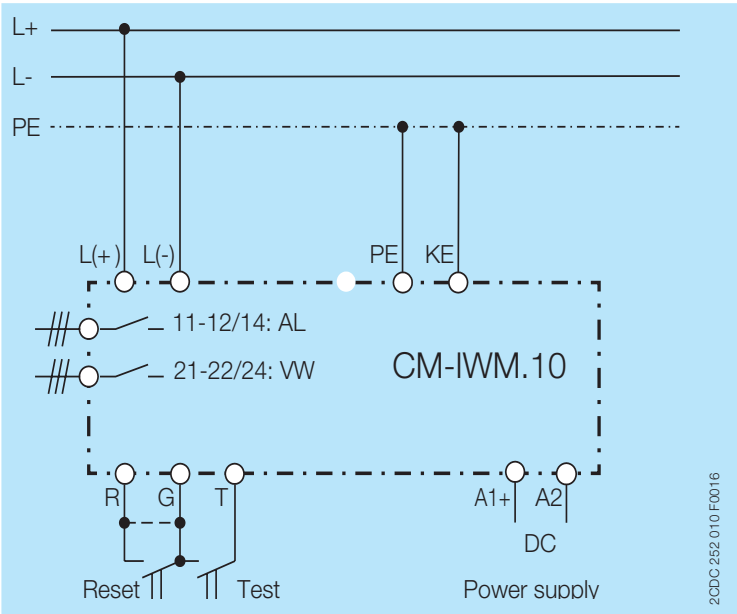 L+
L-
PE
L(+) L(-) PE KE
11-12/14: AL
21-22/24: VW
CM-IWM.10
R G T A1+ A2
DC
Reset Test Power supply
2CDC 252 010 F0016